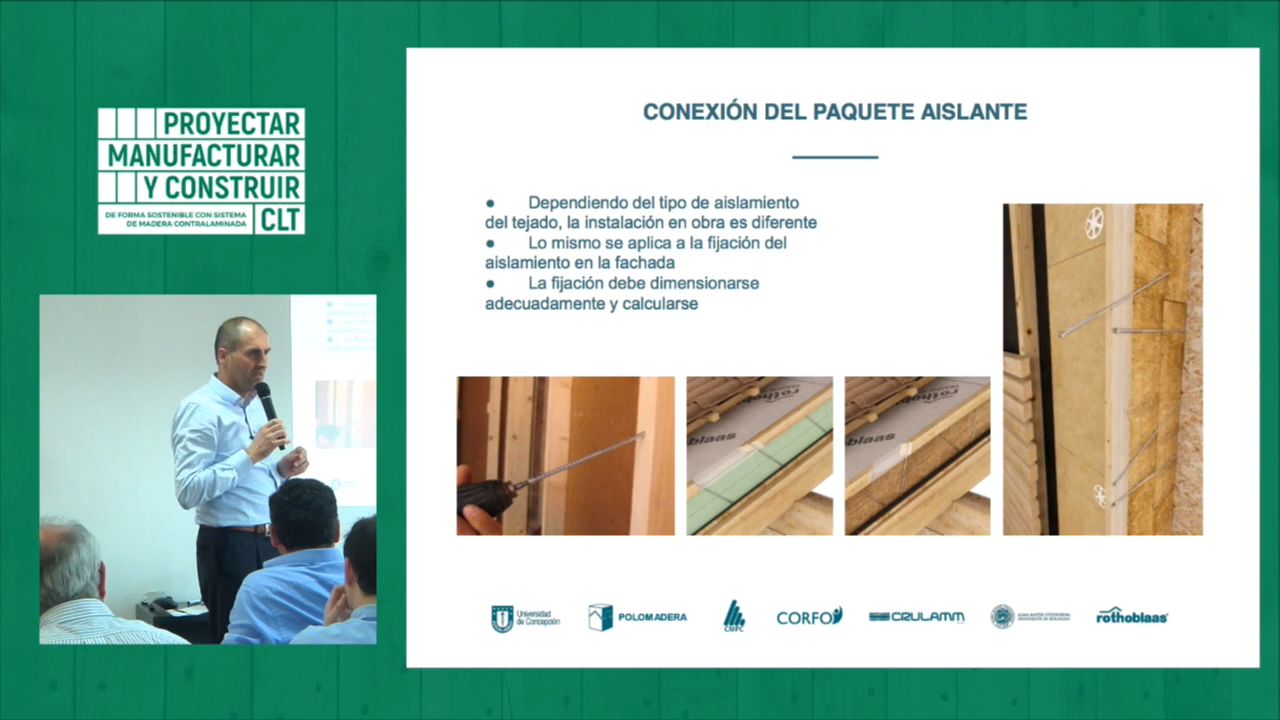 PROYECTAR
MANUFACTURAR
Y CONSTRUIR
DE FORMA SOSTENIBLE CON SISTEMA
DE MADERA CONTRALAMINADA
CLT
CONEXIÓN DEL PAQUETE AISLANTE
● Dependiendo del tipo de aislamiento
del tejado, la instalación en obra es diferente
● Lo mismo se aplica a la fijación del
aislamiento en la fachada
● La fijación debe dimensionarse
adecuadamente y calcularse
rothoblaas
Universidad
de Concepción
POLOMADERA
CMPC
CORFO
CRULAMM
rothoblaas